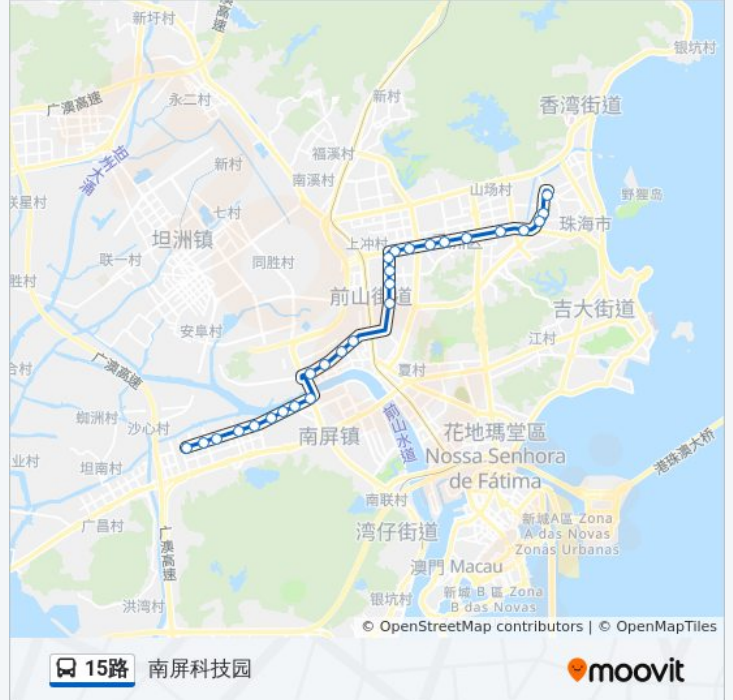 新圩村
高速
银坑村
广澳高速
永二村
新村
香湾街道
坦洲大涌
福溪村
新村
联星村
南溪村
山场村
野狸岛
七村
珠海市
坦洲镇
上冲村
联一村
同胜村
胜村
前山街道
吉大街道
安阜村
江村
合村
广澳高速
夏村
蜘洲村
沙心村
南屏镇
前山水道
花地瑪堂區
Nossa Senhora
de Fátima
港珠澳大桥
业村
坦南村
南联村
广昌村
广澳高速
湾仔街道
新城A區 Zona
A das Novas
Zonas Urbanas
澳門 Macau
洪湾村
银坑村
新城 B 區 Zona
B das Novas
© OpenStreetMap contributors | © OpenMapTiles
15路 南屏科技园
moovit